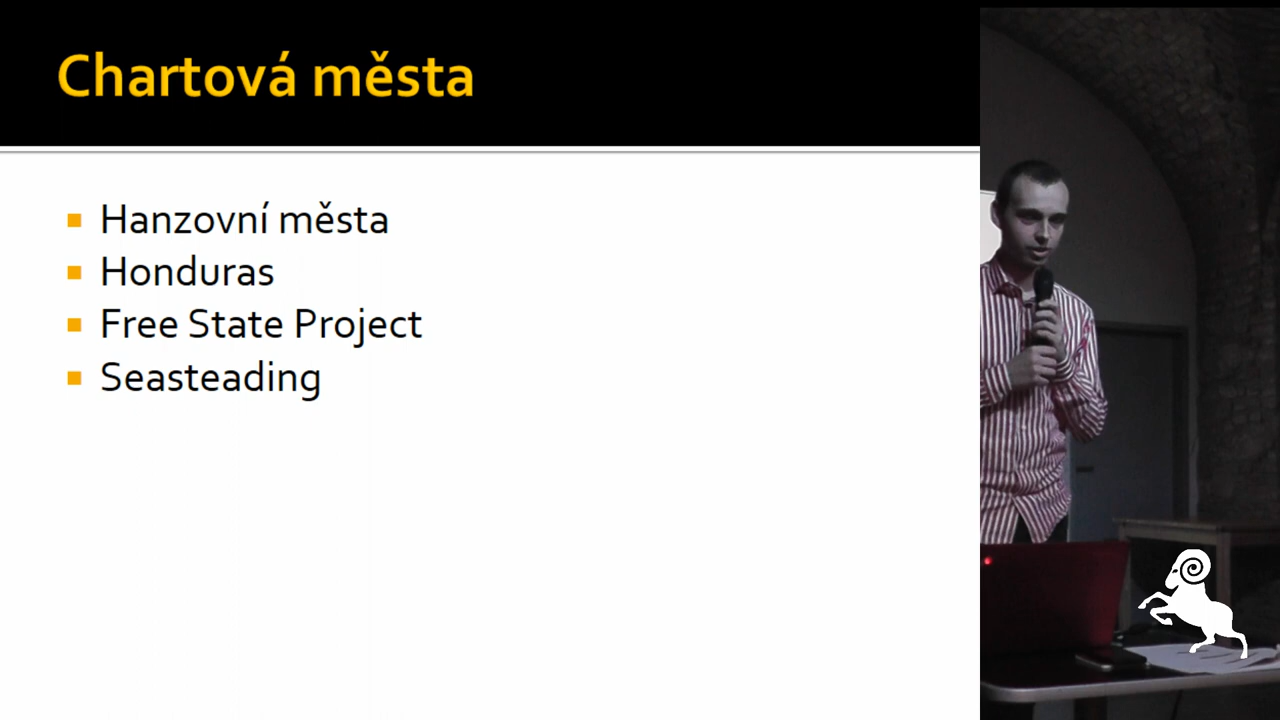 Chartová města
Hanzovní města
Honduras
Free State Project
Seasteading